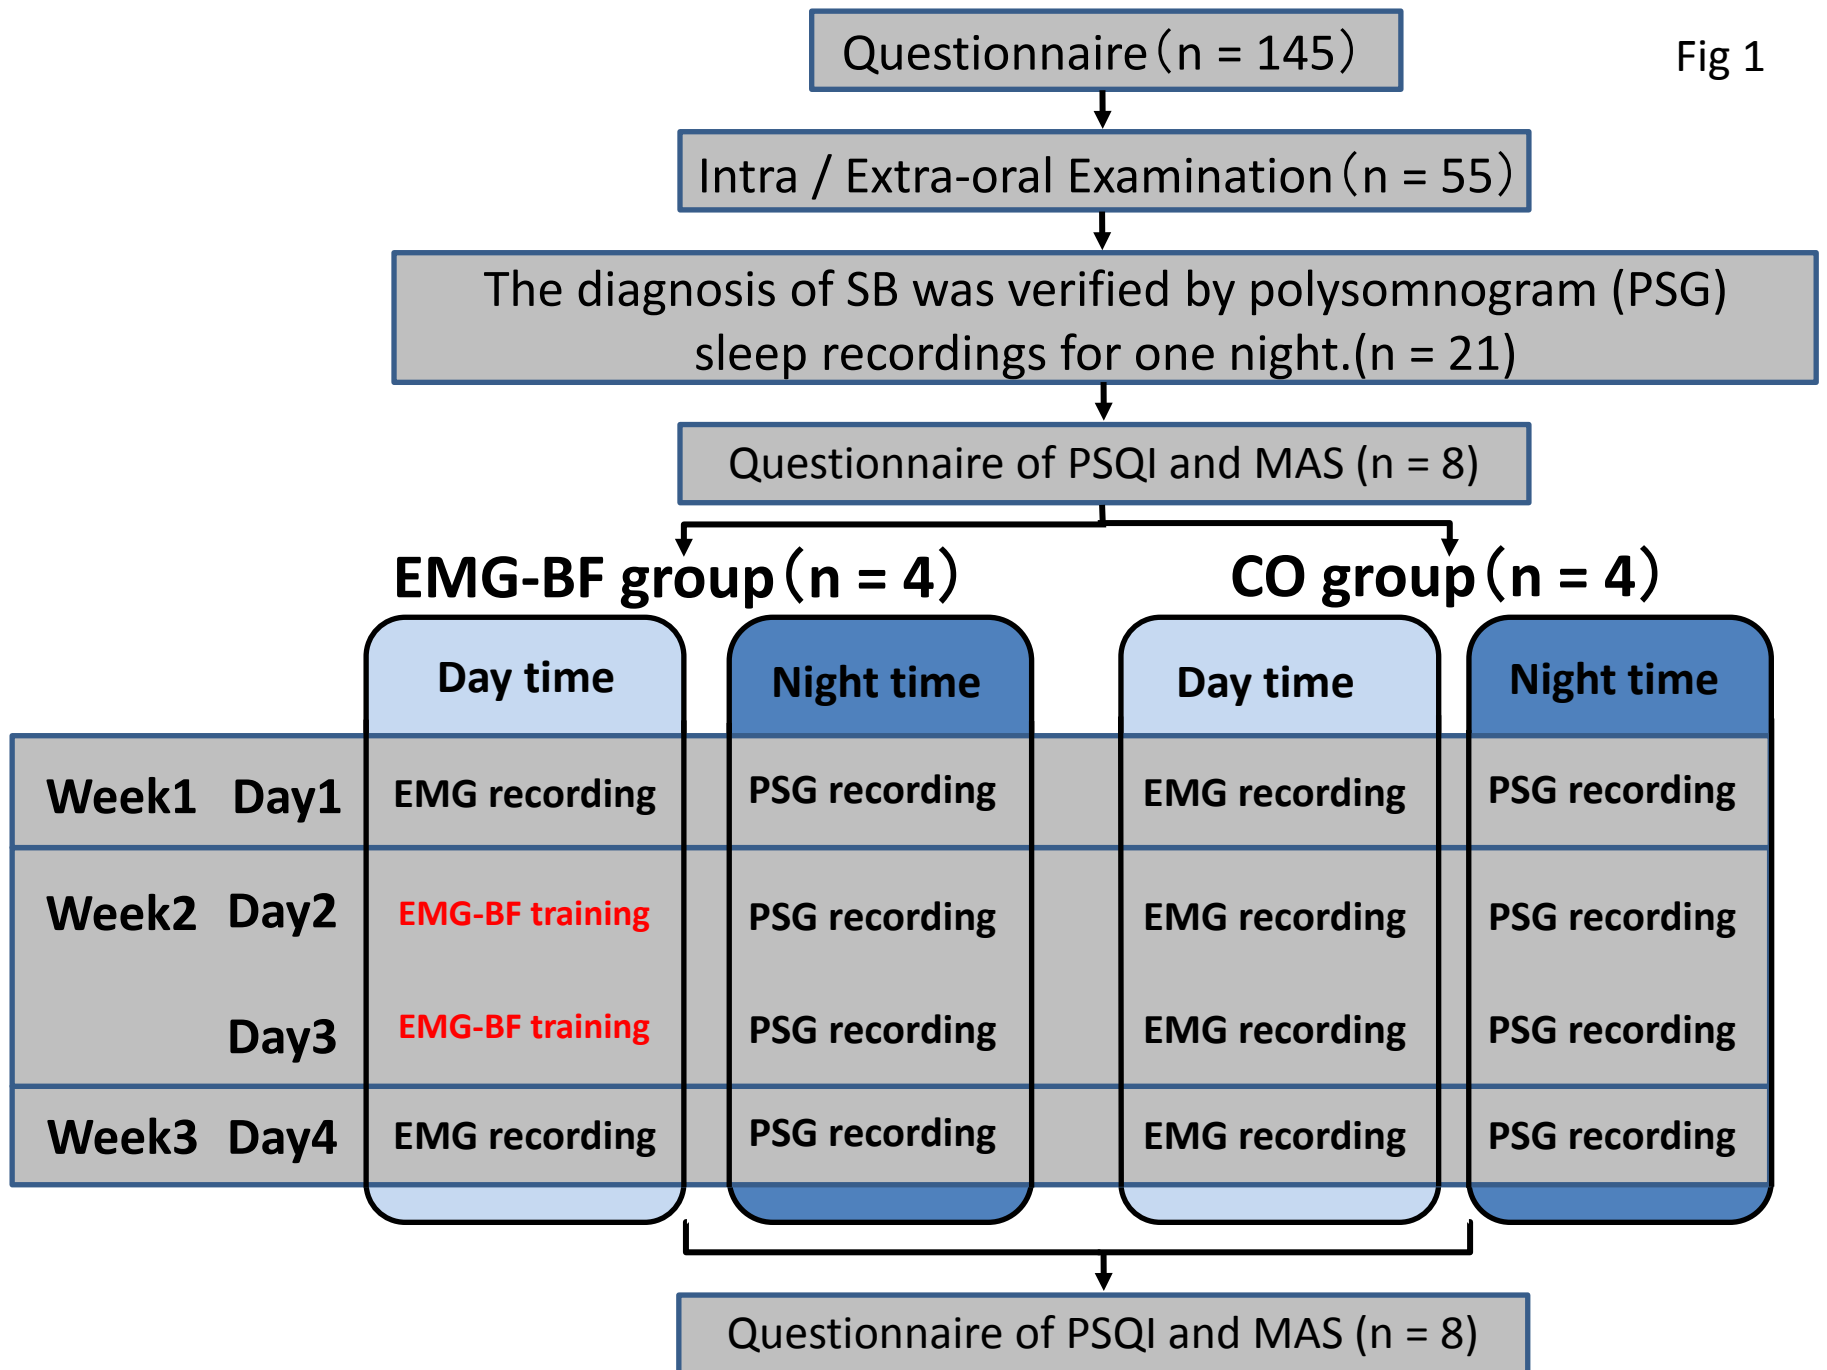 Questionnaire（n = 145）
Fig 1
Intra / Extra-oral Examination（n = 55）
The diagnosis of SB was verified by polysomnogram (PSG)
sleep recordings for one night.(n = 21)
Questionnaire of PSQI and MAS (n = 8)
EMG-BF group（n = 4）
CO group（n = 4）
Day time
Night time
Day time
Night time
Week1 Day1
EMG recording
PSG recording
EMG recording
PSG recording
Week2 Day2
EMG-BF training
PSG recording
EMG recording
PSG recording
Day3
EMG-BF training
PSG recording
EMG recording
PSG recording
Week3 Day4
EMG recording
PSG recording
EMG recording
PSG recording
Questionnaire of PSQI and MAS (n = 8)